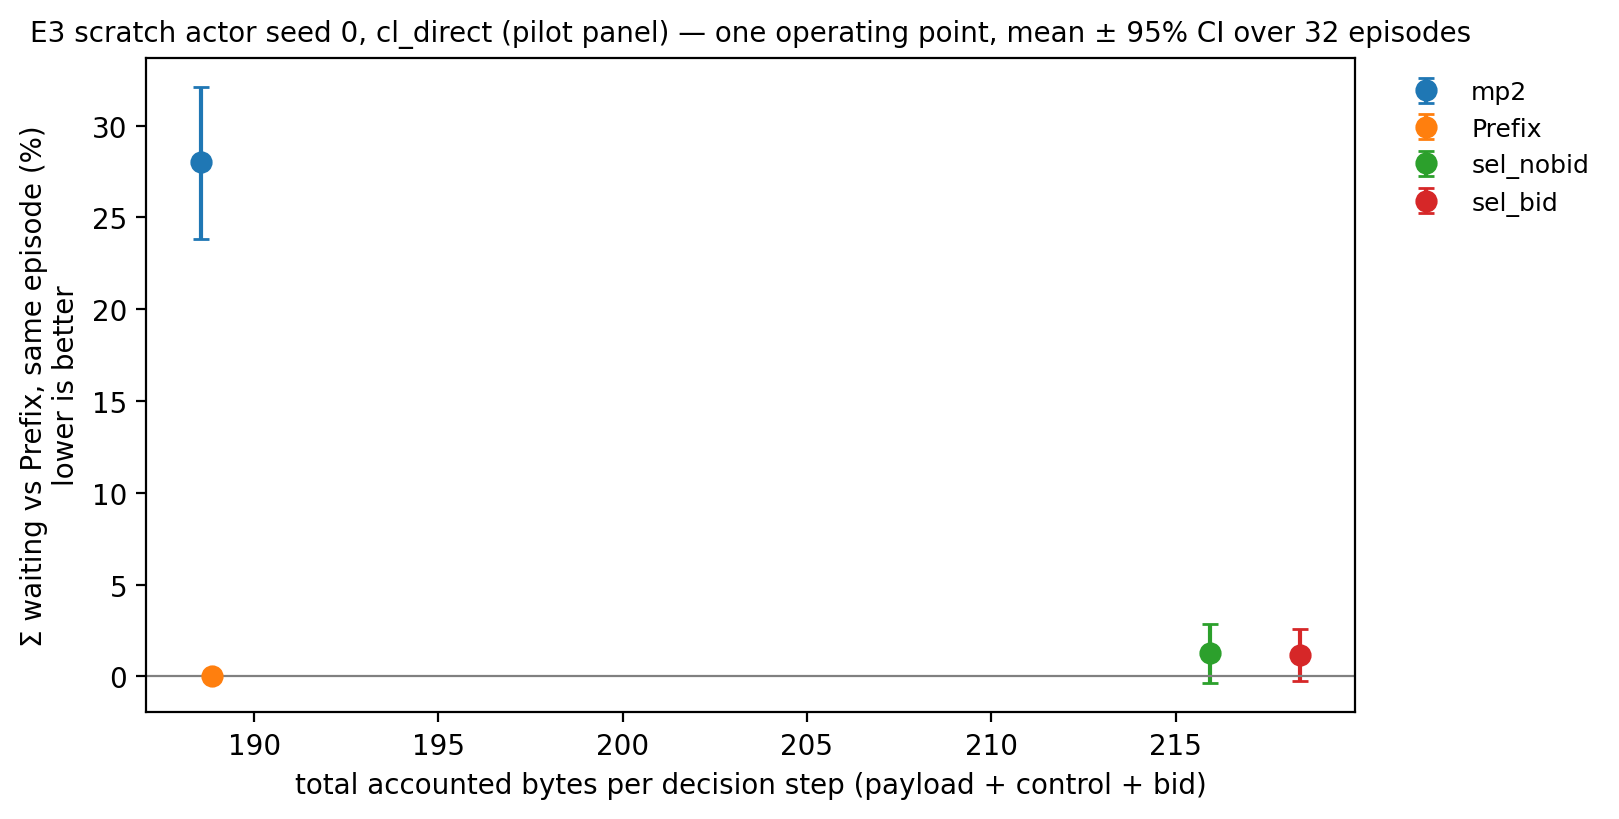 E3 scratch actor seed 0, cl_direct (pilot panel) — one operating point, mean ± 95% CI over 32 episodes
Σ waiting vs Prefix, same episode (%)
lower is better
30
25
20
15
10
5
0
190
195
200
205
210
215
total accounted bytes per decision step (payload + control + bid)
mp2
Prefix
sel_nobid
sel_bid